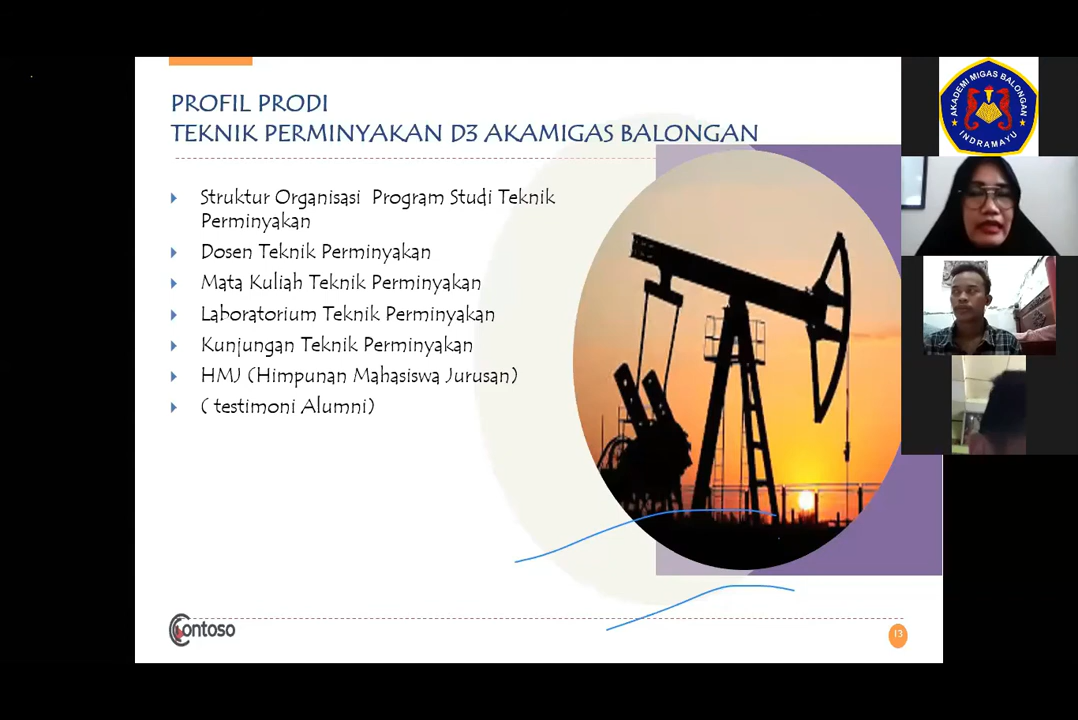 PROFIL PRODI
TEKNIK PERMINYAKAN D3 AKAMIGAS BALONGAN
Struktur Organisasi Program Studi Teknik
Perminyakan
Dosen Teknik Perminyakan
Mata Kuliah Teknik Perminyakan
Laboratorium Teknik Perminyakan
Kunjungan Teknik Perminyakan
HMJ (Himpunan Mahasiswa Jurusan)
( testimoni Alumni)
Contoso
13
AKADEMI MIGAS BALONGAN
INDRAMAYU